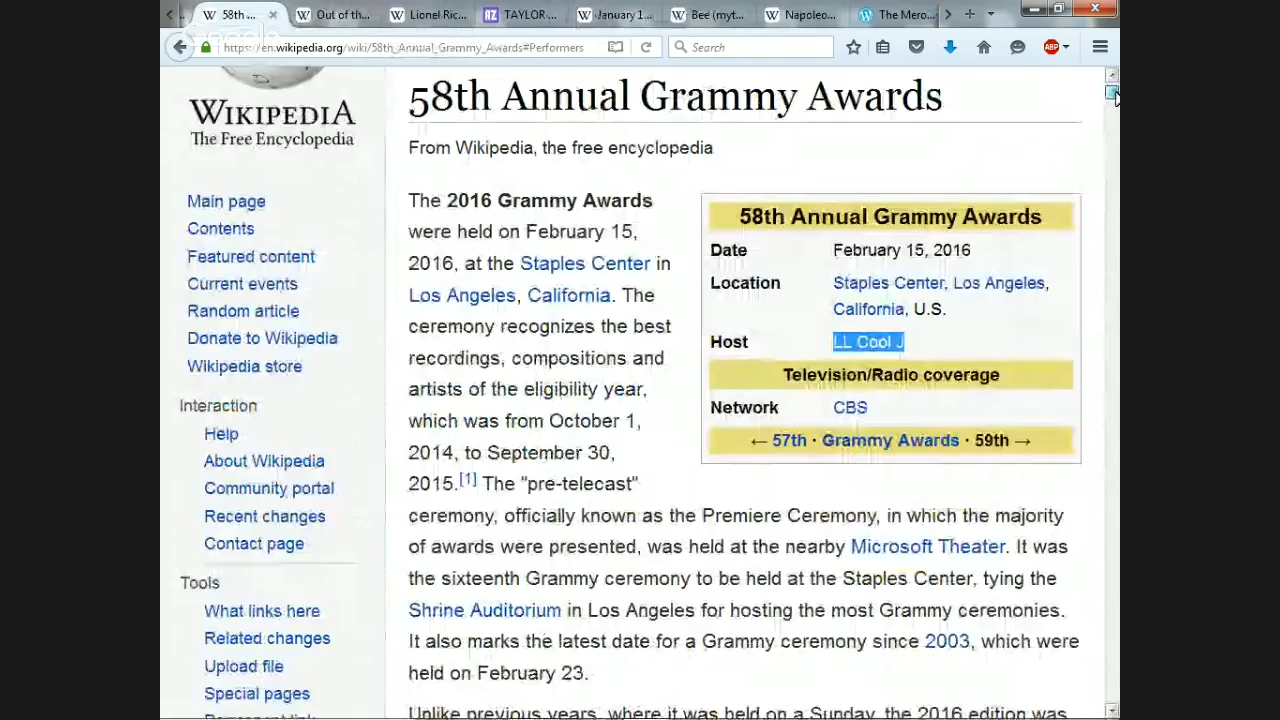 58th ...
Out of th...
Lionel Ric...
AZ TAYLOR ...
January 1...
Bee (myt...
Napoleo...
The Mero...
https://en.wikipedia.org/wiki/58th_Annual_Grammy_Awards#Performers
Search
ABP
WIKIPEDIA
The Free Encyclopedia
Main page
Contents
Featured content
Current events
Random article
Donate to Wikipedia
Wikipedia store
Interaction
Help
About Wikipedia
Community portal
Recent changes
Contact page
Tools
What links here
Related changes
Upload file
Special pages
58th Annual Grammy Awards
From Wikipedia, the free encyclopedia
The 2016 Grammy Awards
were held on February 15,
2016, at the Staples Center in
Los Angeles, California. The
ceremony recognizes the best
recordings, compositions and
artists of the eligibility year,
which was from October 1,
2014, to September 30,
2015.[1] The "pre-telecast"
ceremony, officially known as the Premiere Ceremony, in which the majority
of awards were presented, was held at the nearby Microsoft Theater. It was
the sixteenth Grammy ceremony to be held at the Staples Center, tying the
Shrine Auditorium in Los Angeles for hosting the most Grammy ceremonies.
It also marks the latest date for a Grammy ceremony since 2003, which were
held on February 23.
Unlike previous years, where it was held on a Sunday, the 2016 edition was
58th Annual Grammy Awards
Date February 15, 2016
Location Staples Center, Los Angeles,
California, U.S.
Host LL Cool J
Television/Radio coverage
Network CBS
← 57th · Grammy Awards · 59th →